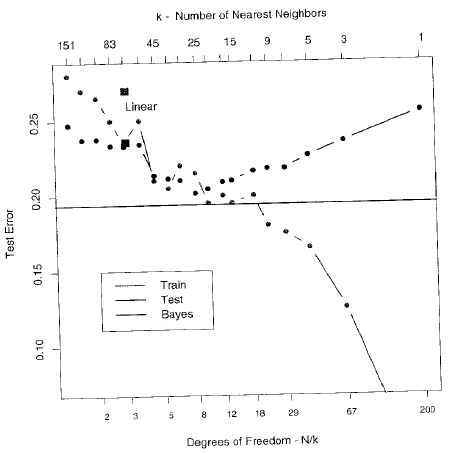 k - Number of Nearest Neighbors
151 83 45 25 15 9 5 3 1
Linear
0.25
0.20
0.15
0.10
Test Error
Train
Test
Bayes
2 3 5 8 12 18 29 67 200
Degrees of Freedom - N/k